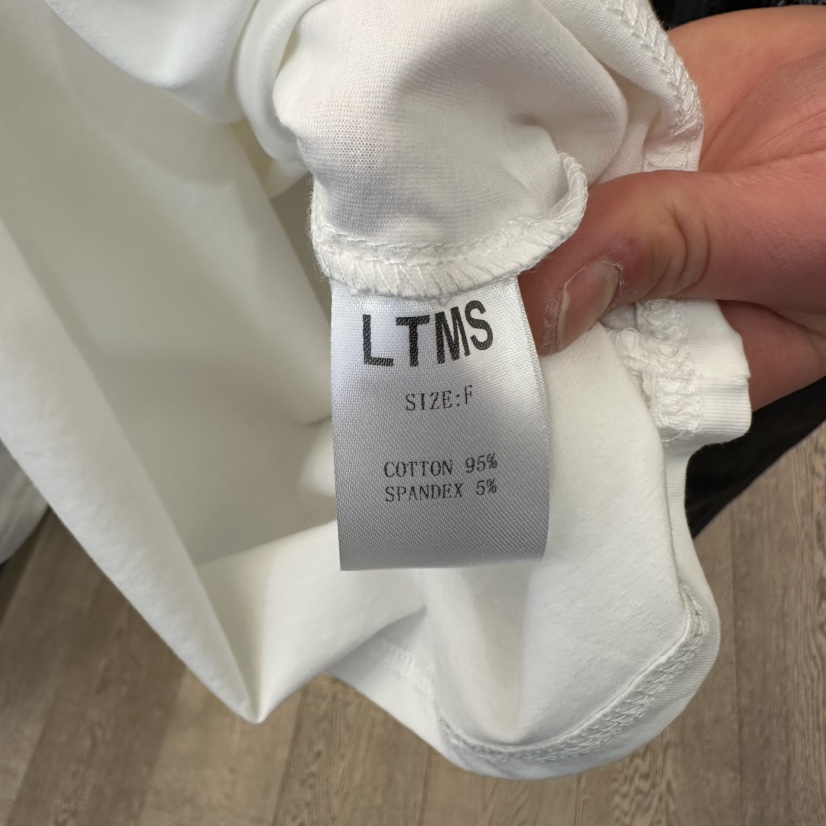 LTMS
SIZE:F
COTTON 95%
SPANDEX 5%